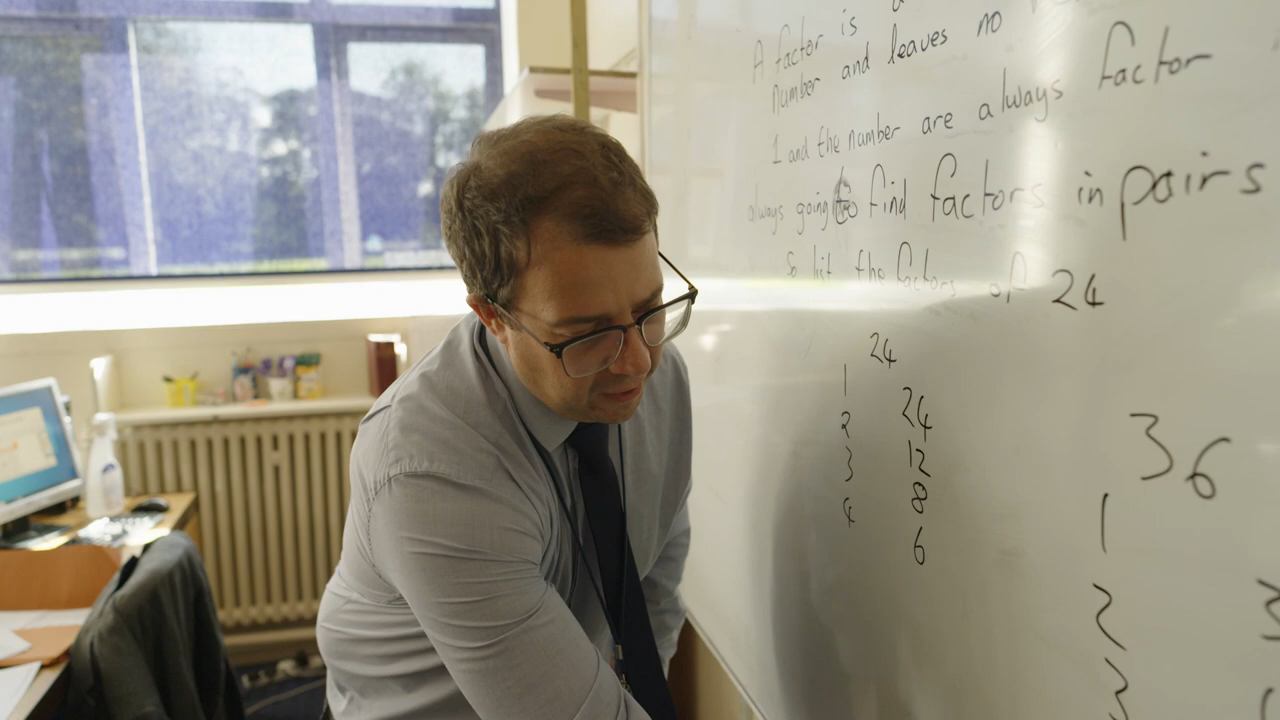 A factor is a
number and leaves no
1 and the number are always factor
always going to find factors in pairs
list the factors of 24
24
1 24
2 12
3 8
4 6
36
1
2
3